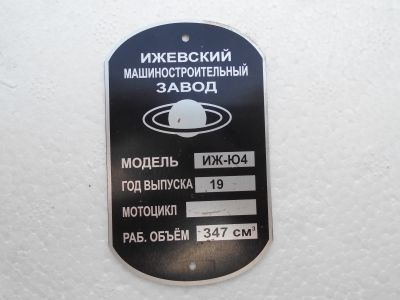 ИЖЕВСКИЙ
МАШИНОСТРОИТЕЛЬНЫЙ
ЗАВОД
МОДЕЛЬ ИЖ-Ю4
ГОД ВЫПУСКА 19
МОТОЦИКЛ
РАБ. ОБЪЁМ 347 см³